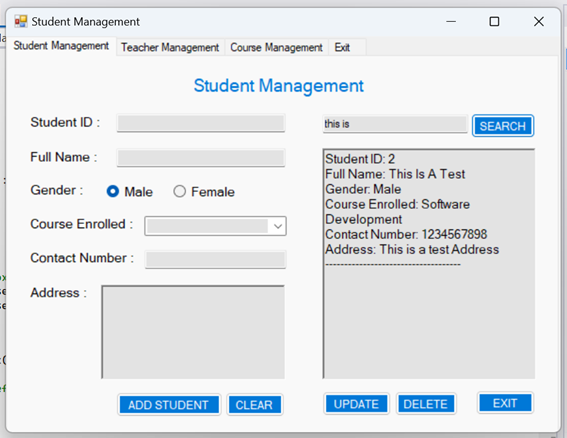 Student Management
Student Management Teacher Management Course Management Exit
Student Management
Student ID :
this is SEARCH
Full Name :
Gender : Male Female
Course Enrolled :
Contact Number :
Address :
Student ID: 2
Full Name: This Is A Test
Gender: Male
Course Enrolled: Software
Development
Contact Number: 1234567898
Address: This is a test Address
------------------------------------
ADD STUDENT CLEAR UPDATE DELETE EXIT